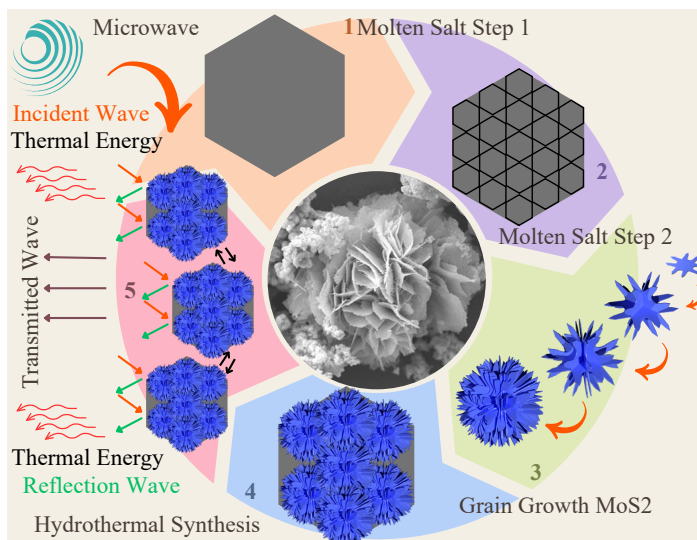 Microwave
1 Molten Salt Step 1
Incident Wave
Thermal Energy
2
Molten Salt Step 2
Transmitted Wave
5
Thermal Energy
Reflection Wave
4
3
Grain Growth MoS2
Hydrothermal Synthesis